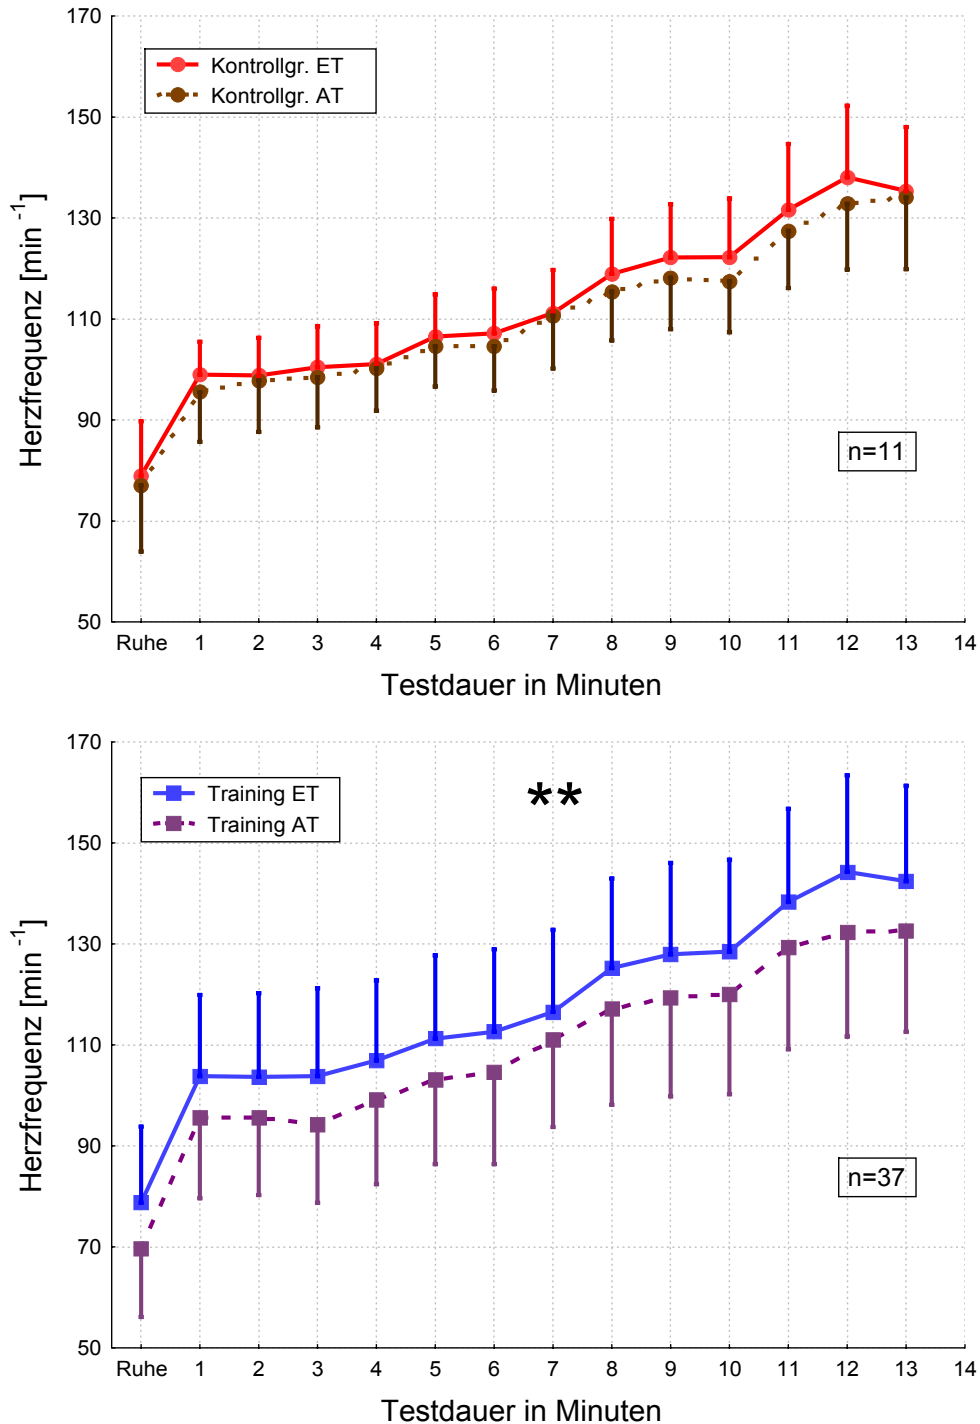 170
150
130
110
90
70
50
Herzfrequenz [min -1]
Kontrollgr. ET
Kontrollgr. AT
n=11
Ruhe 1 2 3 4 5 6 7 8 9 10 11 12 13 14
Testdauer in Minuten
170
150
130
110
90
70
50
Herzfrequenz [min -1]
Training ET
Training AT
**
n=37
Ruhe 1 2 3 4 5 6 7 8 9 10 11 12 13 14
Testdauer in Minuten